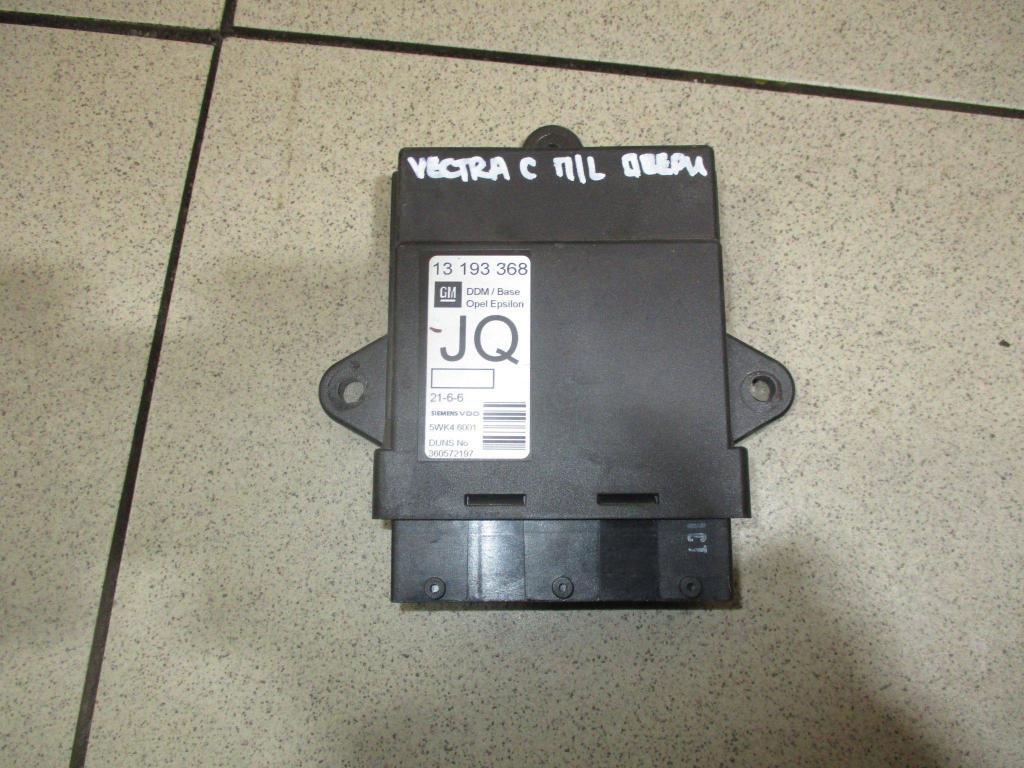 VECTRA C П/L ДВЕРИ
13 193 368
GM
DDM / Base
Opel Epsilon
JQ
21-6-6
SIEMENS VDO
5WK4 6001
DUNS No
360572197